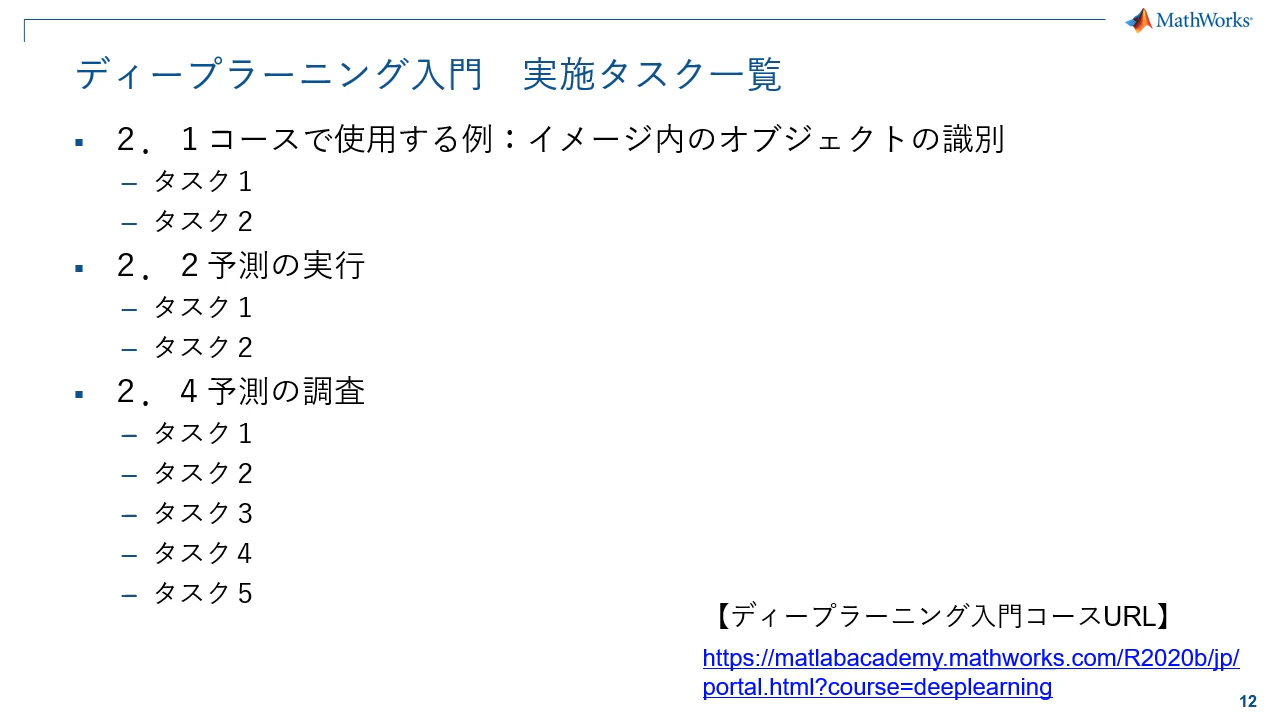 MathWorks
ディープラーニング入門　実施タスク一覧
▪ 2．1コースで使用する例：イメージ内のオブジェクトの識別
– タスク1
– タスク2
▪ 2．2予測の実行
– タスク1
– タスク2
▪ 2．4予測の調査
– タスク1
– タスク2
– タスク3
– タスク4
– タスク5
【ディープラーニング入門コースURL】
https://matlabacademy.mathworks.com/R2020b/jp/
portal.html?course=deeplearning
12